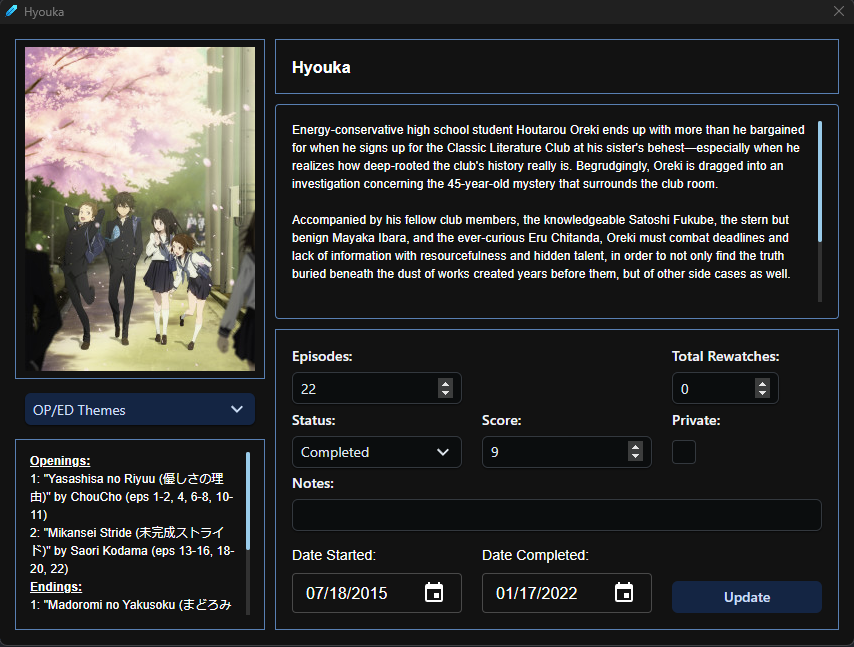 Hyouka
Hyouka
Energy-conservative high school student Houtarou Oreki ends up with more than he bargained
for when he signs up for the Classic Literature Club at his sister's behest—especially when he
realizes how deep-rooted the club's history really is. Begrudgingly, Oreki is dragged into an
investigation concerning the 45-year-old mystery that surrounds the club room.
Accompanied by his fellow club members, the knowledgeable Satoshi Fukube, the stern but
benign Mayaka Ibara, and the ever-curious Eru Chitanda, Oreki must combat deadlines and
lack of information with resourcefulness and hidden talent, in order to not only find the truth
buried beneath the dust of works created years before them, but of other side cases as well.
OP/ED Themes
Openings:
1: "Yasashisa no Riyuu (優しさの理
由)" by ChouCho (eps 1-2, 4, 6-8, 10-
11)
2: "Mikansei Stride (未完成ストライ
ド)" by Saori Kodama (eps 13-16, 18-
20, 22)
Endings:
1: "Madoromi no Yakusoku (まどろみ
Episodes:
Total Rewatches:
22
0
Status:
Score:
Private:
Completed
9
Notes:
Date Started:
Date Completed:
07/18/2015
01/17/2022
Update